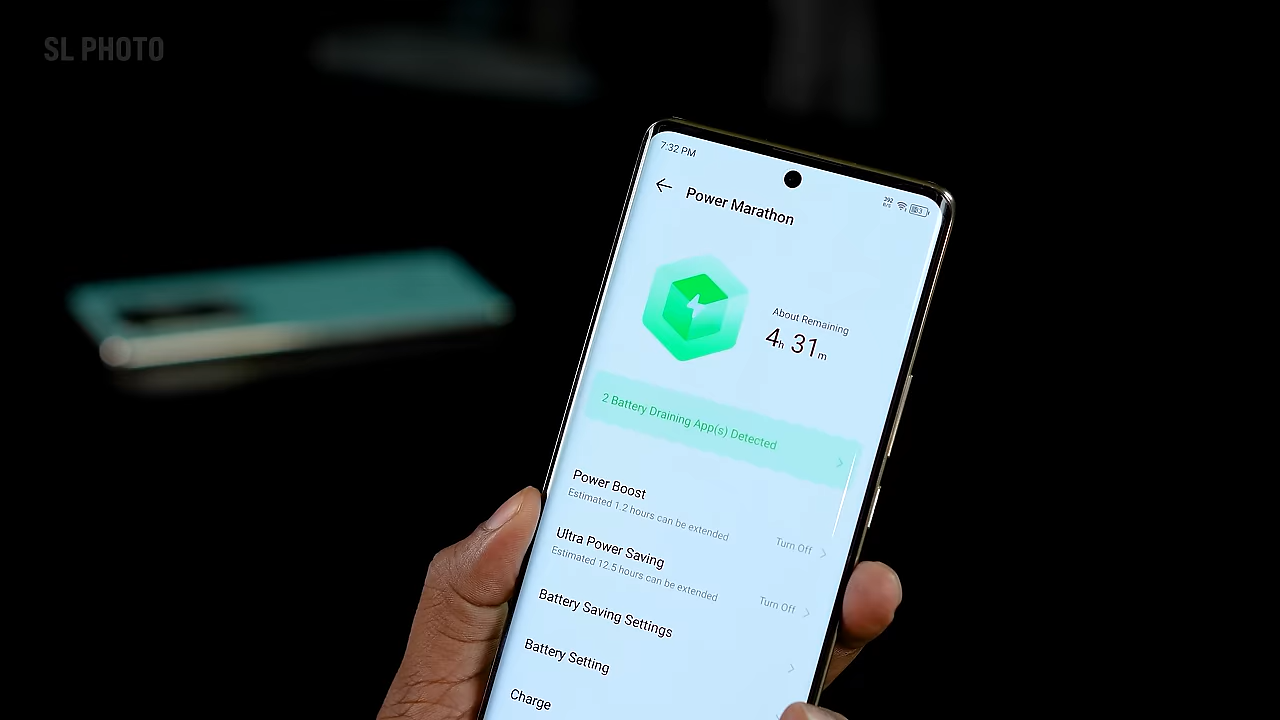 SL PHOTO
7:32 PM
Power Marathon
About Remaining
4h 31m
2 Battery Draining App(s) Detected
Power Boost
Estimated 1.2 hours can be extended
Turn Off
Ultra Power Saving
Estimated 12.5 hours can be extended
Turn Off
Battery Saving Settings
Battery Setting
Charge